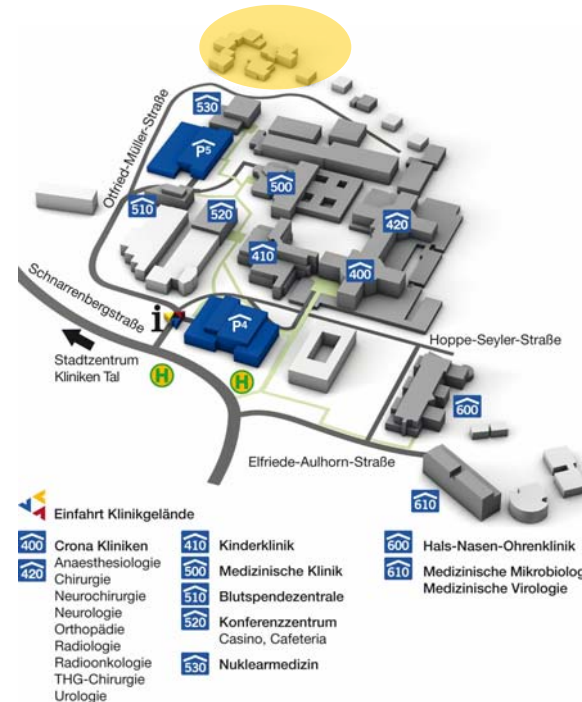 530
Otfried-Müller-Straße
P5
500
510
520
420
410
400
Schnarrenbergstraße
i
P4
Hoppe-Seyler-Straße
Stadtzentrum
Kliniken Tal
H
H
600
Elfriede-Aulhorn-Straße
610
Einfahrt Klinikgelände
400 Crona Kliniken
420 Anaesthesiologie
Chirurgie
Neurochirurgie
Neurologie
Orthopädie
Radiologie
Radioonkologie
THG-Chirurgie
Urologie
410 Kinderklinik
500 Medizinische Klinik
510 Blutspendezentrale
520 Konferenzzentrum
Casino, Cafeteria
530 Nuklearmedizin
600 Hals-Nasen-Ohrenklinik
610 Medizinische Mikrobiolog
Medizinische Virologie